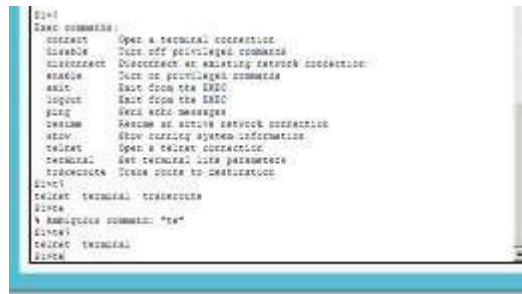 S1>?
Exec commands:
connect Open a terminal connection
disable Turn off privileged commands
disconnect Disconnect an existing network connection
enable Turn on privileged commands
exit Exit from the EXEC
logout Exit from the EXEC
ping Send echo messages
resume Resume an active network connection
show Show running system information
telnet Open a telnet connection
terminal Set terminal line parameters
traceroute Trace route to destination
S1>t?
telnet terminal traceroute
S1>te
% Ambiguous command: "te"
S1>te?
telnet terminal
S1>te